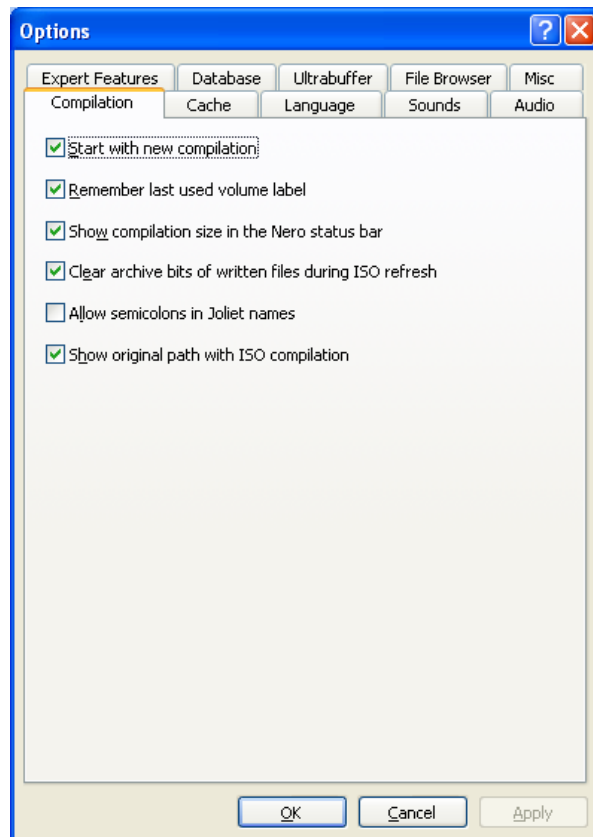 Options
Expert Features Database Ultrabuffer File Browser Misc
Compilation Cache Language Sounds Audio
Start with new compilation
Remember last used volume label
Show compilation size in the Nero status bar
Clear archive bits of written files during ISO refresh
Allow semicolons in Joliet names
Show original path with ISO compilation
OK Cancel Apply